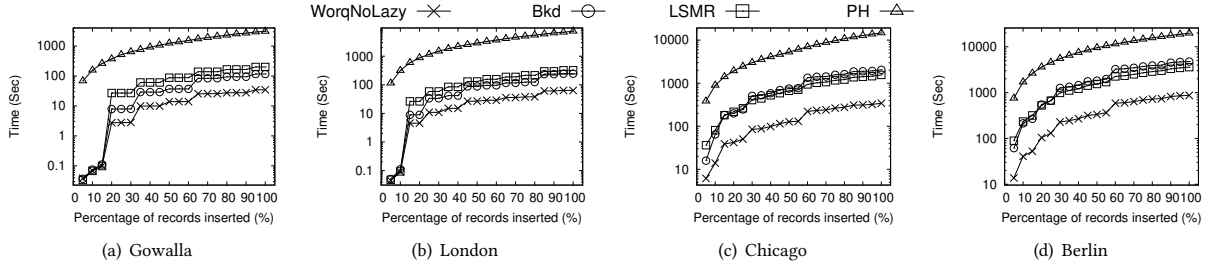 WorqNoLazy Bkd LSMR PH
Time (Sec)
1000
100
10
1
0.1
0 10 20 30 40 50 60 70 80 90 100
Percentage of records inserted (%)
(a) Gowalla
Time (Sec)
1000
100
10
1
0.1
0 10 20 30 40 50 60 70 80 90 100
Percentage of records inserted (%)
(b) London
Time (Sec)
10000
1000
100
10
0 10 20 30 40 50 60 70 80 90 100
Percentage of records inserted (%)
(c) Chicago
Time (Sec)
10000
1000
100
10
0 10 20 30 40 50 60 70 80 90 100
Percentage of records inserted (%)
(d) Berlin